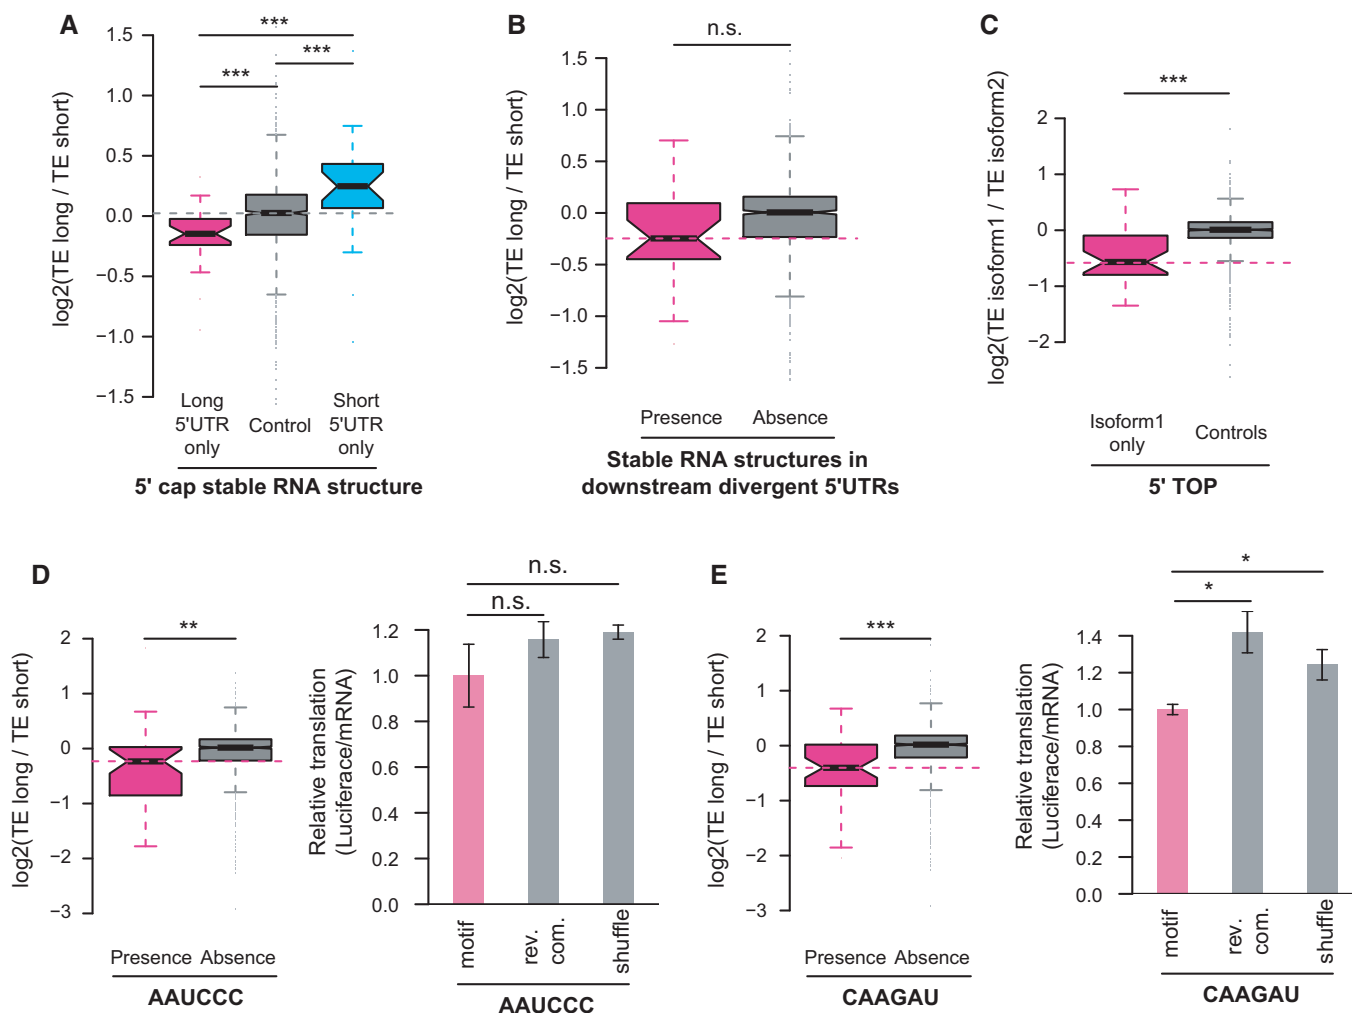 A
log2(TE long / TE short)
1.5
1.0
0.5
0.0
−0.5
−1.0
−1.5
***
***
***
Long
5'UTR
only
Control
Short
5'UTR
only
5' cap stable RNA structure
B
log2(TE long / TE short)
1.5
1.0
0.5
0.0
−0.5
−1.0
−1.5
n.s.
Presence
Absence
Stable RNA structures in
downstream divergent 5'UTRs
C
log2(TE isoform1 / TE isoform2)
2
1
0
−1
−2
***
Isoform1
only
Controls
5' TOP
D
log2(TE long / TE short)
2
1
0
−1
−2
−3
**
Presence
Absence
AAUCCC
Relative translation
(Luciferace/mRNA)
1.2
1.0
0.8
0.6
0.4
0.2
0.0
n.s.
n.s.
motif
rev.
com.
shuffle
AAUCCC
E
log2(TE long / TE short)
2
1
0
−1
−2
−3
***
Presence
Absence
CAAGAU
Relative translation
(Luciferace/mRNA)
1.4
1.2
1.0
0.8
0.6
0.4
0.2
0.0
*
*
motif
rev.
com.
shuffle
CAAGAU